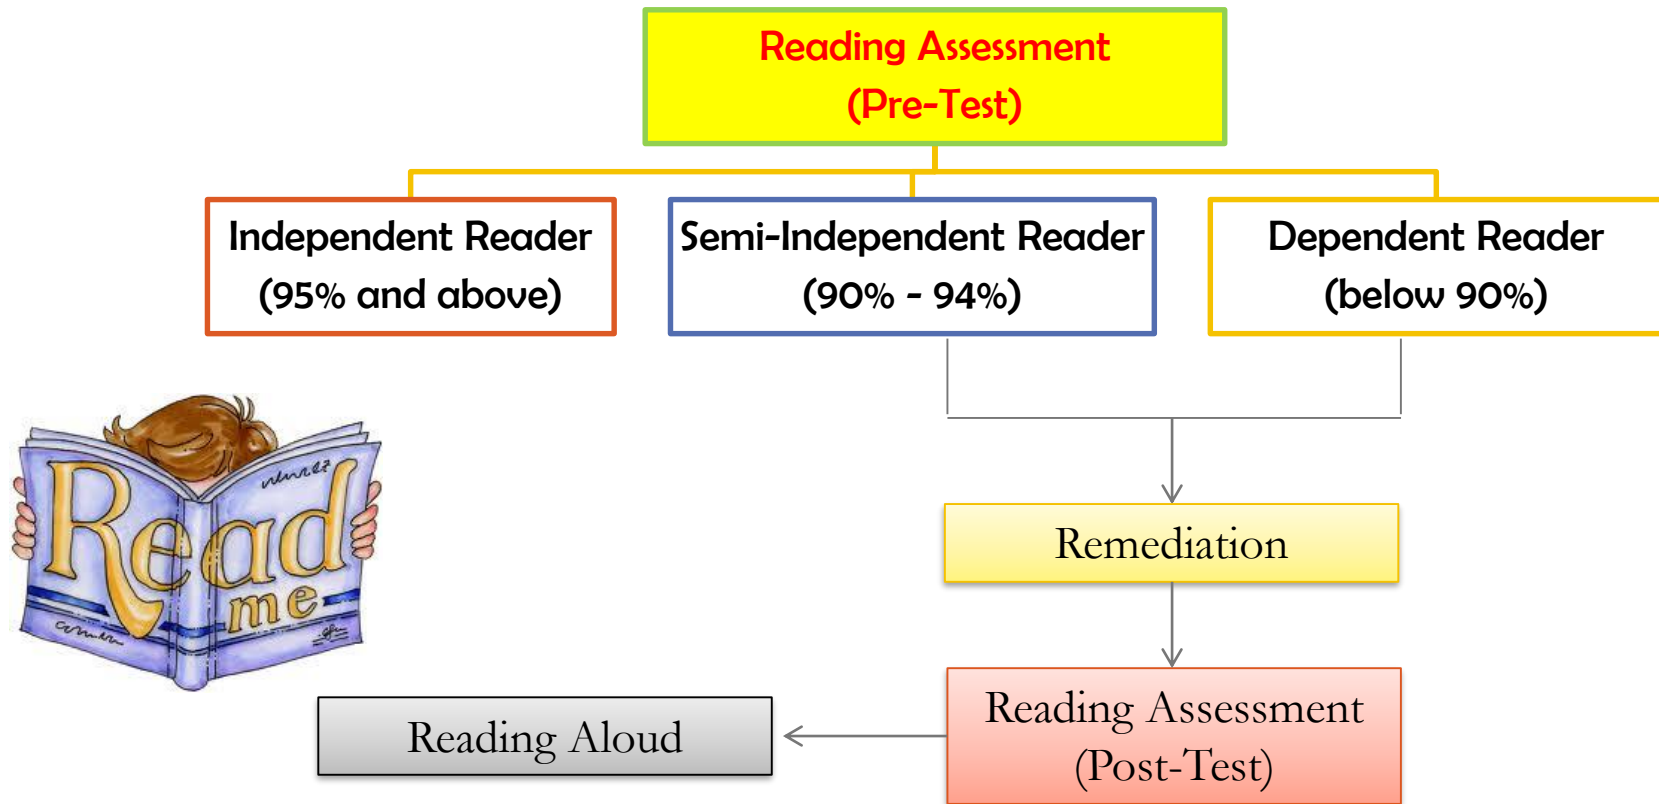 Reading Assessment
(Pre-Test)
Independent Reader
(95% and above)
Semi-Independent Reader
(90% - 94%)
Dependent Reader
(below 90%)
Read
me
Remediation
Reading Assessment
(Post-Test)
Reading Aloud